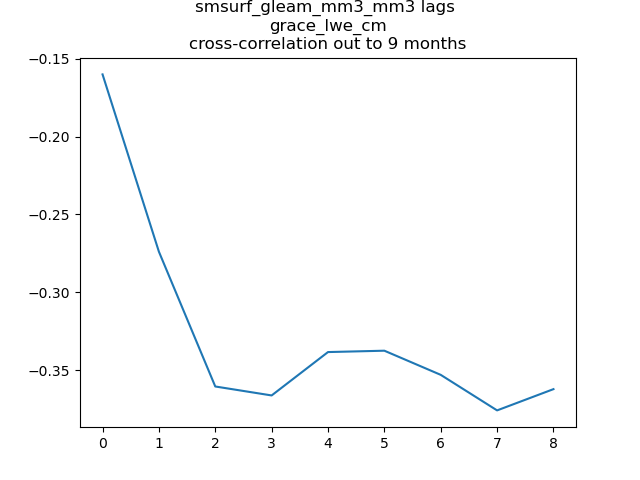 smsurf_gleam_mm3_mm3 lags
grace_lwe_cm
cross-correlation out to 9 months
−0.15
−0.20
−0.25
−0.30
−0.35
0 1 2 3 4 5 6 7 8